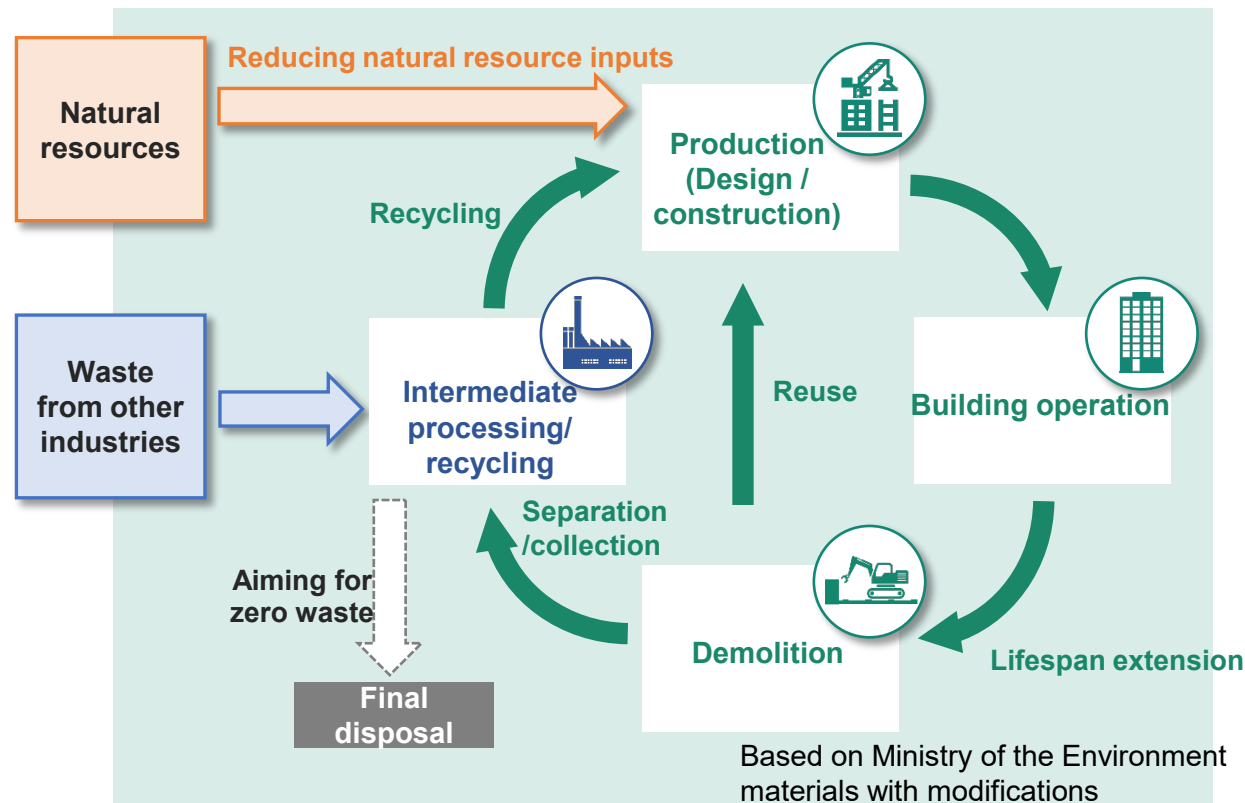 Reducing natural resource inputs
Natural
resources
Production
(Design /
construction)
Recycling
Waste
from other
industries
Intermediate
processing/
recycling
Reuse
Building operation
Separation
/collection
Aiming for
zero waste
Demolition
Lifespan extension
Final
disposal
Based on Ministry of the Environment
materials with modifications